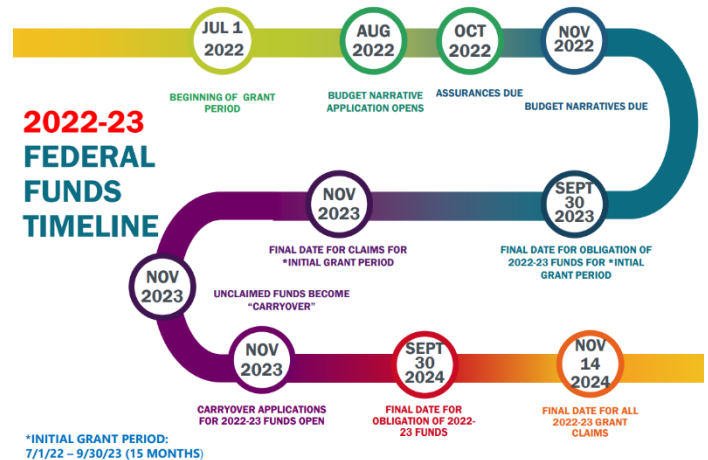 JUL 1
2022
AUG
2022
OCT
2022
NOV
2022
BEGINNING OF GRANT
PERIOD
BUDGET NARRATIVE
APPLICATION OPENS
ASSURANCES DUE
BUDGET NARRATIVES DUE
2022-23
FEDERAL
FUNDS
TIMELINE
NOV
2023
SEPT
30
2023
FINAL DATE FOR CLAIMS FOR
*INITIAL GRANT PERIOD
FINAL DATE FOR OBLIGATION OF
2022-23 FUNDS FOR *INTIAL
GRANT PERIOD
NOV
2023
UNCLAIMED FUNDS BECOME
“CARRYOVER”
NOV
2023
SEPT
30
2024
NOV
14
2024
CARRYOVER APPLICATIONS
FOR 2022-23 FUNDS OPEN
FINAL DATE FOR
OBLIGATION OF 2022-
23 FUNDS
FINAL DATE FOR ALL
2022-23 GRANT
CLAIMS
*INITIAL GRANT PERIOD:
7/1/22 – 9/30/23 (15 MONTHS)